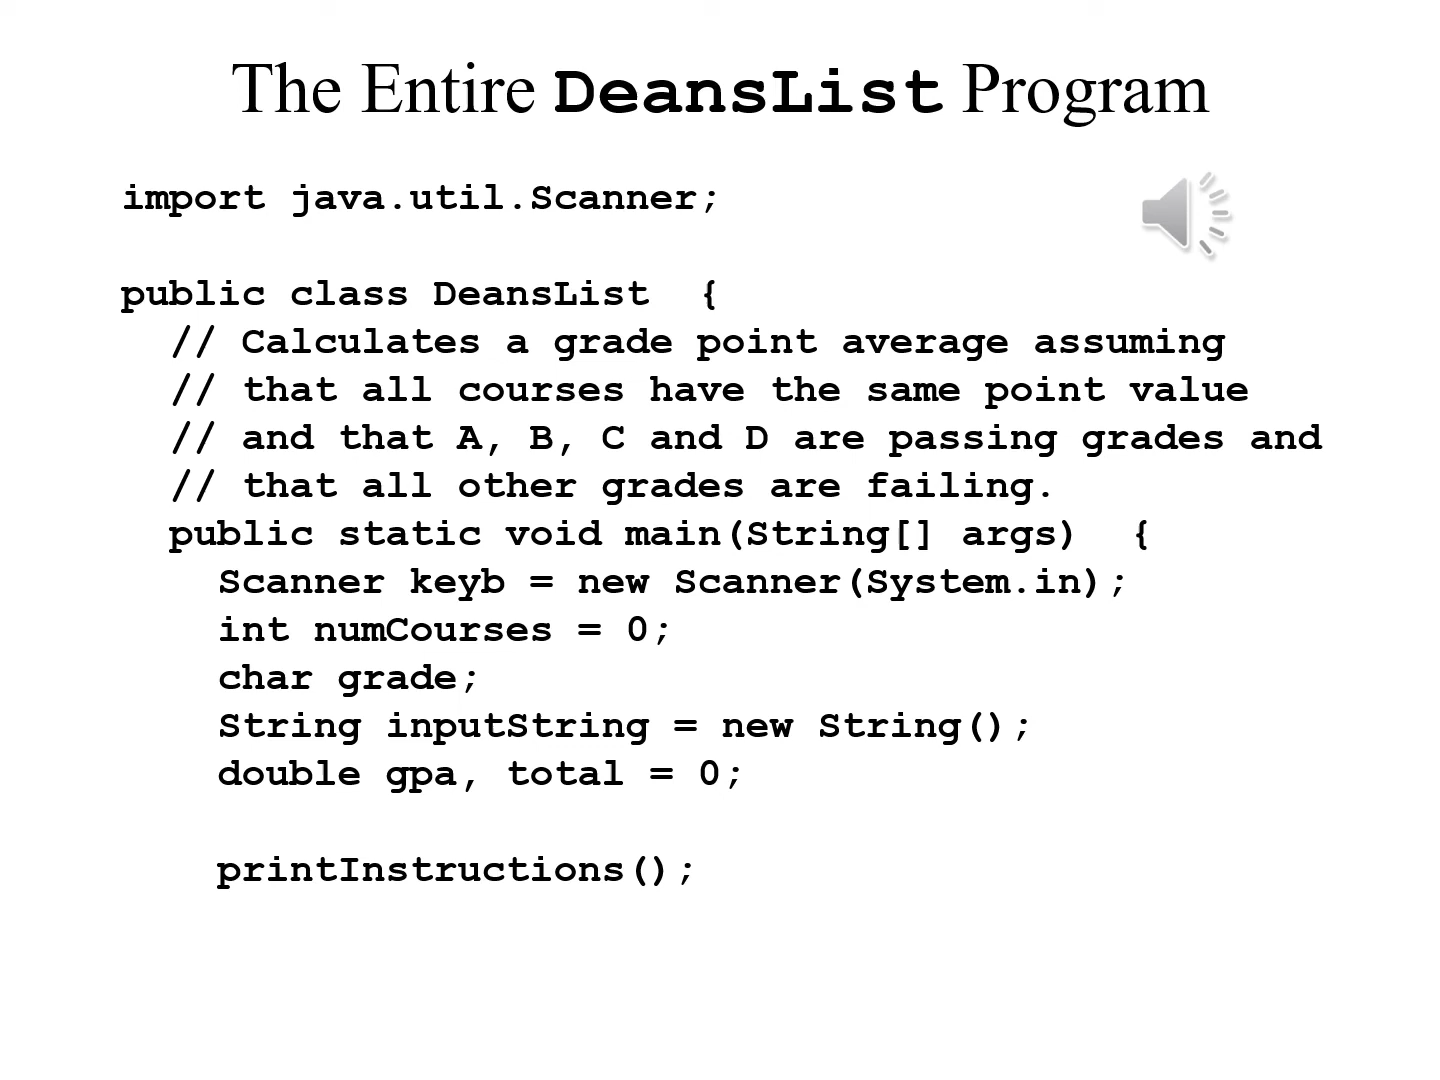 The Entire DeansList Program
import java.util.Scanner;
public class DeansList  {
// Calculates a grade point average assuming
// that all courses have the same point value
// and that A, B, C and D are passing grades and
// that all other grades are failing.
public static void main(String[] args)  {
Scanner keyb = new Scanner(System.in);
int numCourses = 0;
char grade;
String inputString = new String();
double gpa, total = 0;
printInstructions();